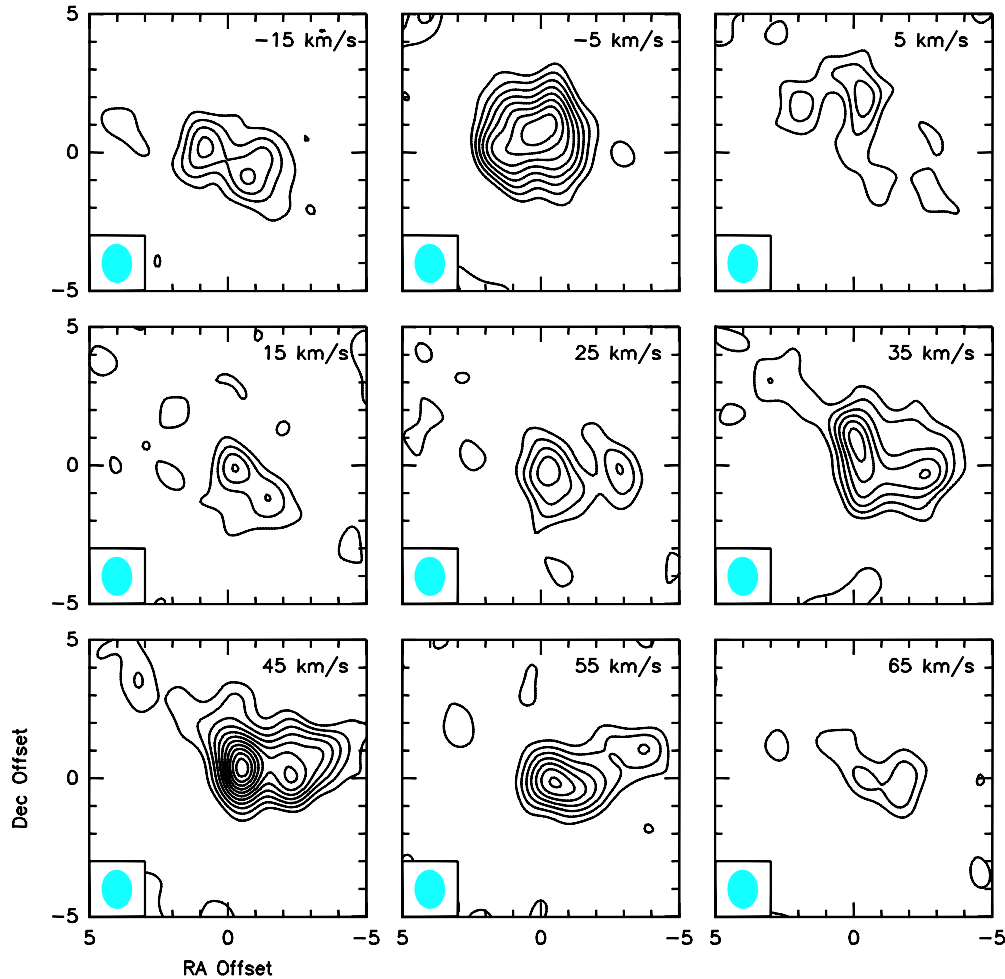 5
-15 km/s
-5 km/s
5 km/s
0
-5
5
15 km/s
25 km/s
35 km/s
0
-5
5
45 km/s
55 km/s
65 km/s
0
Dec Offset
-5
5 0 -5 5 0 -5 5 0 -5
RA Offset